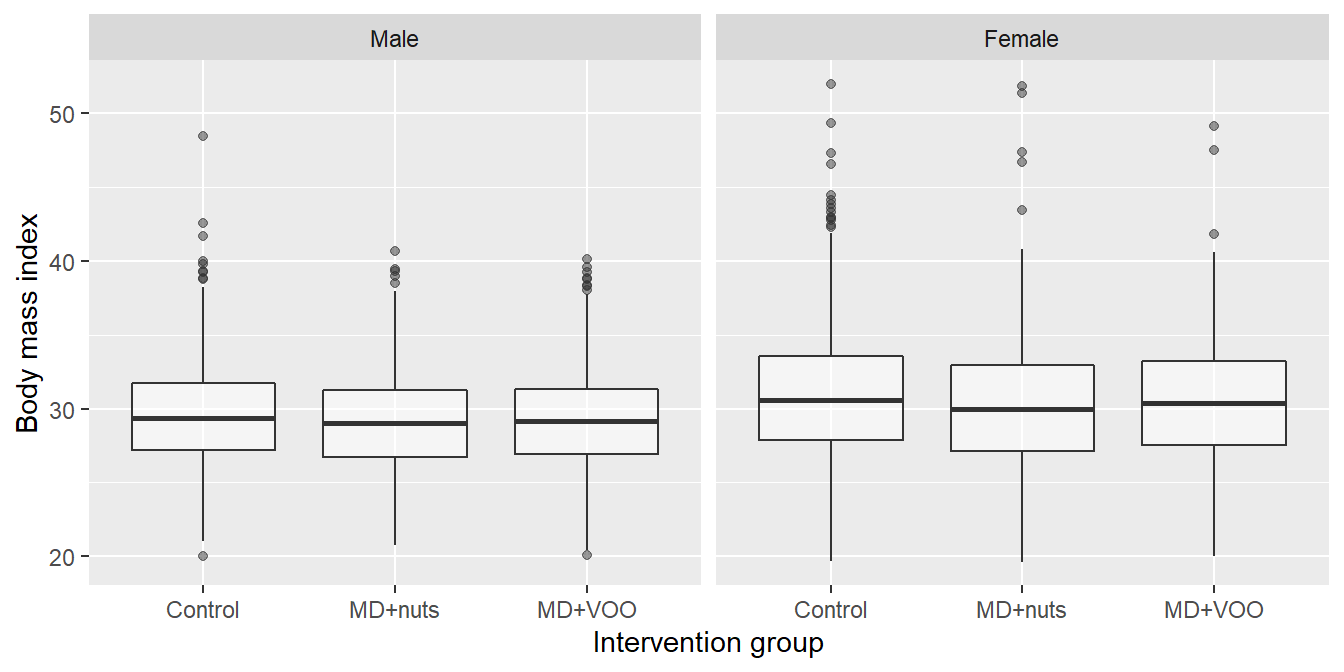 Male Female
Body mass index
50
40
30
20
Control MD+nuts MD+VOO Control MD+nuts MD+VOO
Intervention group